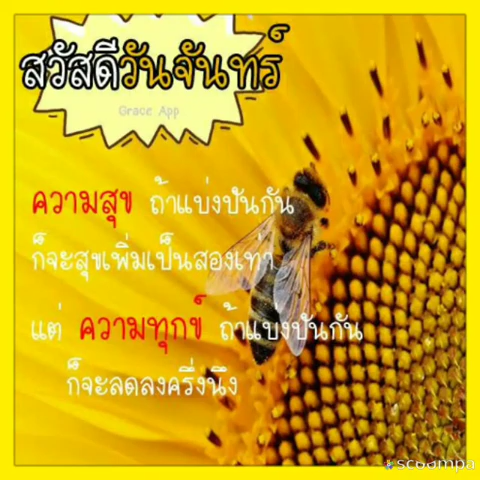 สวัสดีวันจันทร์
Grace App
ความสุข ถ้าแบ่งปันกัน
ก็จะสุขเพิ่มเป็นสองเท่า
แต่ ความทุกข์ ถ้าแบ่งปันกัน
ก็จะลดลงครึ่งนึง
scoampa